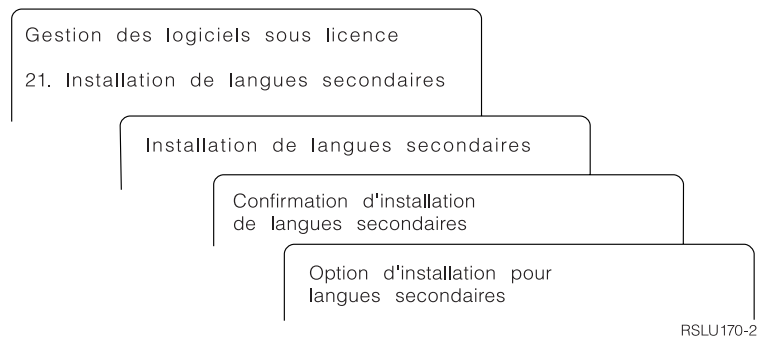 Gestion des logiciels sous licence
21. Installation de langues secondaires
Installation de langues secondaires
Confirmation d'installation
de langues secondaires
Option d'installation pour
langues secondaires
RSLU170-2